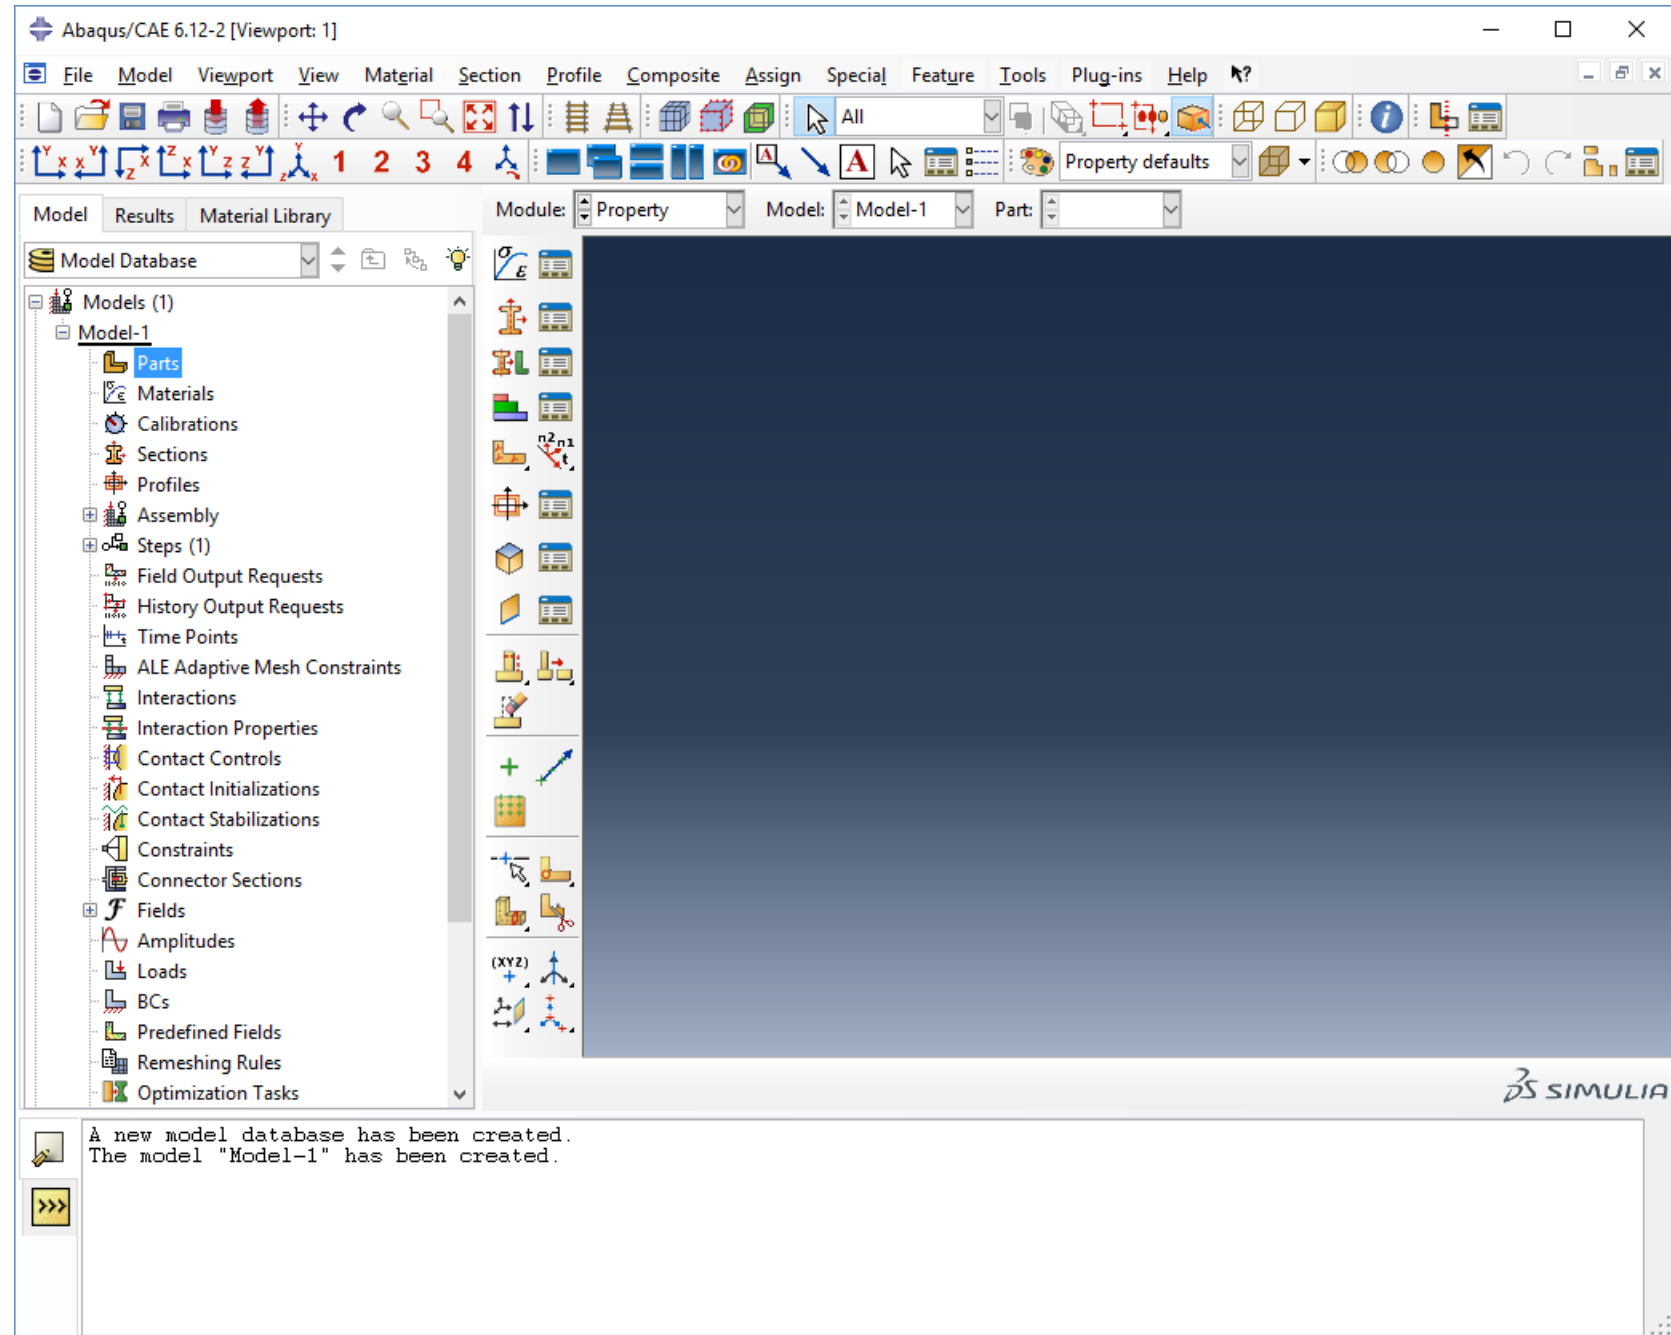 Abaqus/CAE 6.12-2 [Viewport: 1]
File Model Viewport View Material Section Profile Composite Assign Special Feature Tools Plug-ins Help ?
All
1 2 3 4 A A Property defaults
Model Results Material Library
Module: Property Model: Model-1 Part:
Model Database
Models (1)
Model-1
Parts
Materials
Calibrations
Sections
Profiles
Assembly
Steps (1)
Field Output Requests
History Output Requests
Time Points
ALE Adaptive Mesh Constraints
Interactions
Interaction Properties
Contact Controls
Contact Initializations
Contact Stabilizations
Constraints
Connector Sections
Fields
Amplitudes
Loads
BCs
Predefined Fields
Remeshing Rules
Optimization Tasks
σ ε
n2 n1
t
(XYZ)
SIMULIA
A new model database has been created.
The model "Model-1" has been created.
>>>